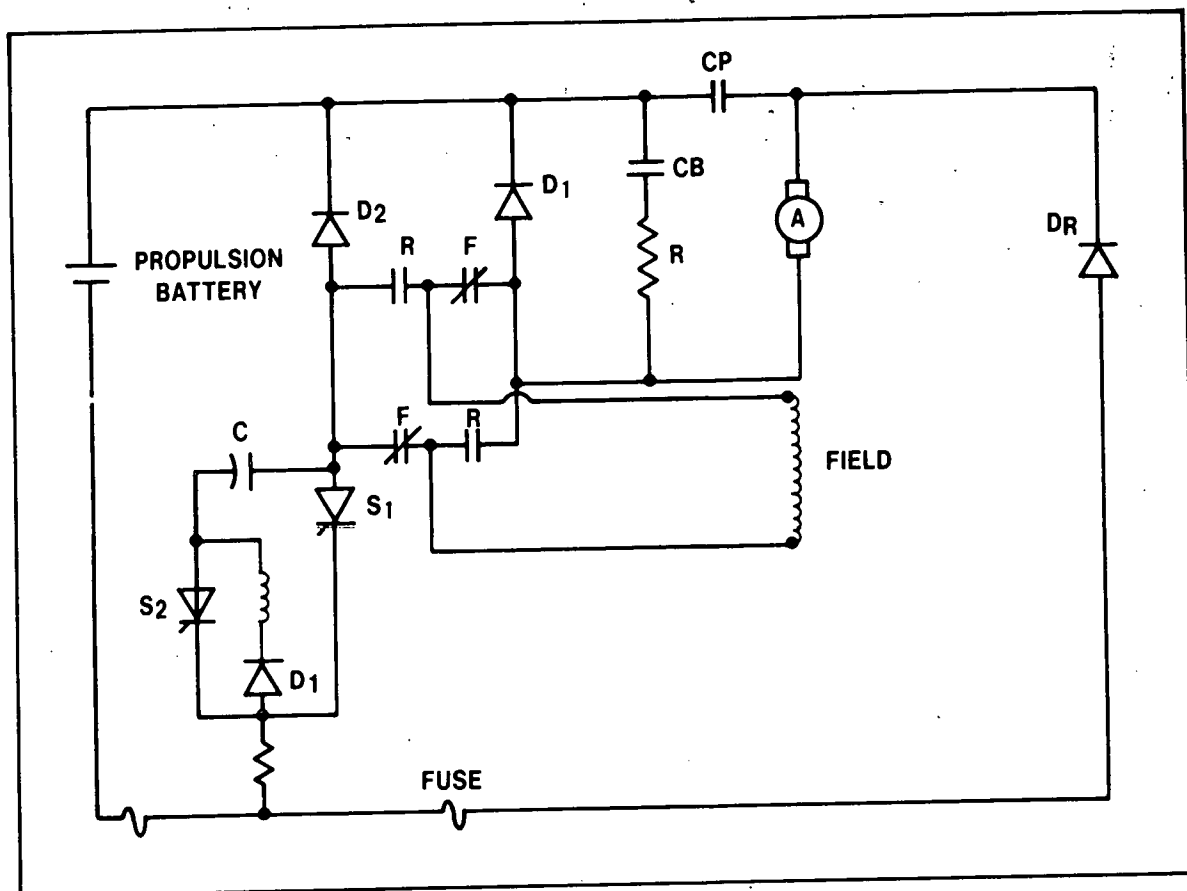 CP
CB
D1
D2
R
F
R
A
DR
PROPULSION
BATTERY
F
R
C
S1
FIELD
S2
D1
FUSE